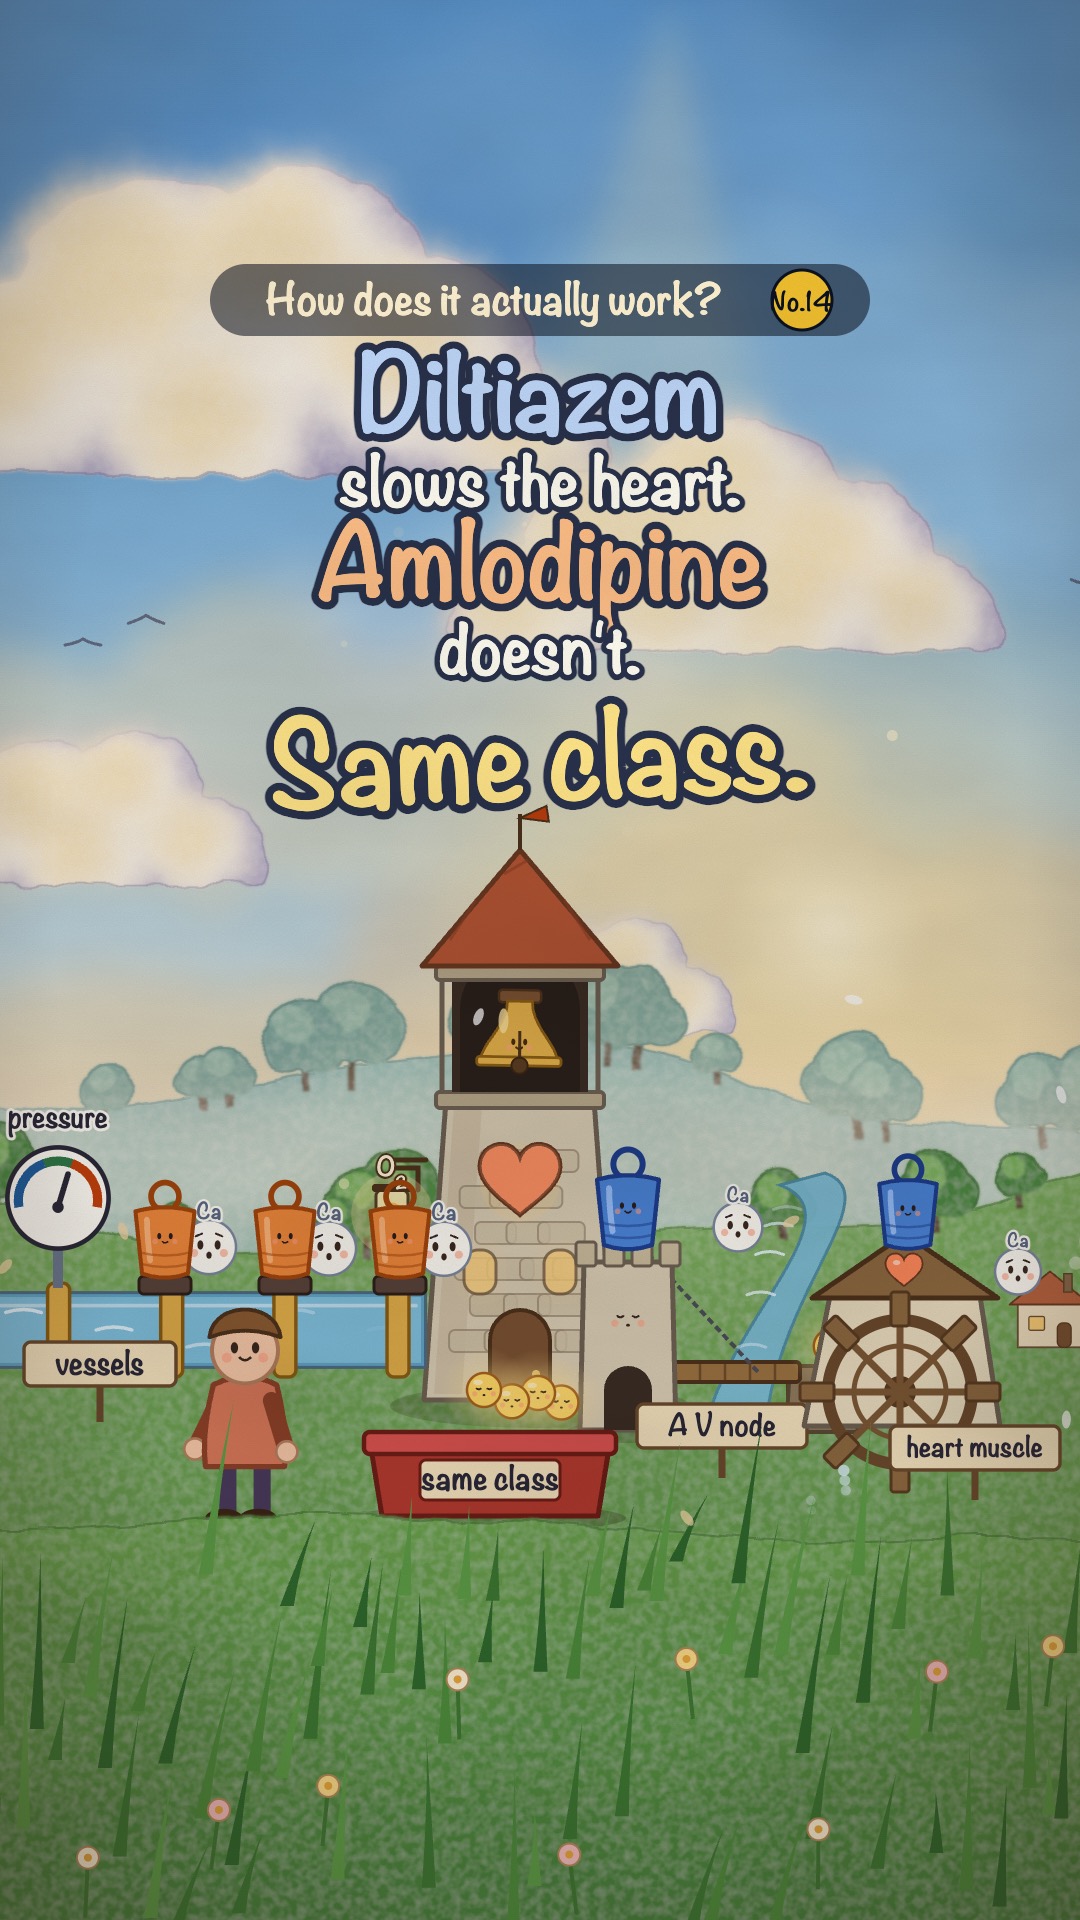 How does it actually work? No.14
Diltiazem
slows the heart.
Amlodipine
doesn't.
Same class.
pressure
Ca
Ca
Ca
Ca
Ca
O2
vessels
A V node
heart muscle
same class